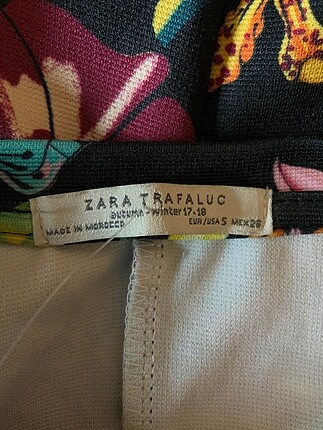 ZARA TRAFALUC
autumn-winter 17-18
MADE IN MOROCCO EUR/USA S MEX 26